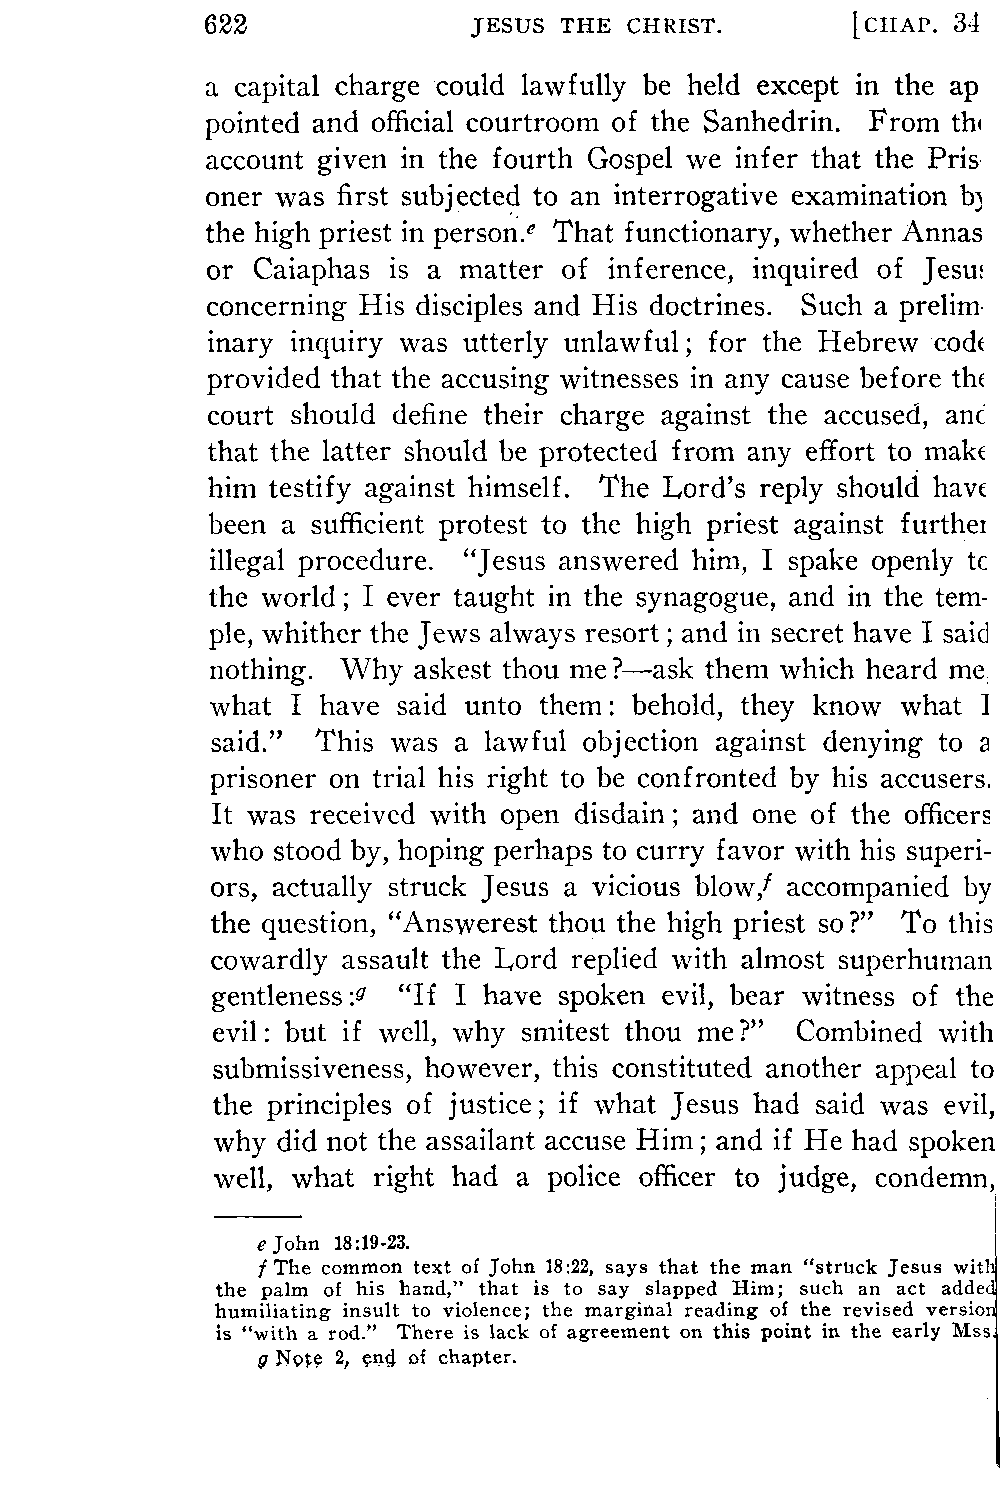 622 JESUS THE CHRIST. [CHAP. 34
a capital charge could lawfully be held except in the ap
pointed and official courtroom of the Sanhedrin. From the
account given in the fourth Gospel we infer that the Pris-
oner was first subjected to an interrogative examination by
the high priest in person.e That functionary, whether Annas
or Caiaphas is a matter of inference, inquired of Jesus
concerning His disciples and His doctrines. Such a prelim-
inary inquiry was utterly unlawful; for the Hebrew code
provided that the accusing witnesses in any cause before the
court should define their charge against the accused, and
that the latter should be protected from any effort to make
him testify against himself. The Lord's reply should have
been a sufficient protest to the high priest against further
illegal procedure. "Jesus answered him, I spake openly to
the world; I ever taught in the synagogue, and in the tem-
ple, whither the Jews always resort; and in secret have I said
nothing. Why askest thou me?—ask them which heard me,
what I have said unto them: behold, they know what I
said." This was a lawful objection against denying to a
prisoner on trial his right to be confronted by his accusers.
It was received with open disdain; and one of the officers
who stood by, hoping perhaps to curry favor with his superi-
ors, actually struck Jesus a vicious blow,f accompanied by
the question, "Answerest thou the high priest so?" To this
cowardly assault the Lord replied with almost superhuman
gentleness:g "If I have spoken evil, bear witness of the
evil: but if well, why smitest thou me?" Combined with
submissiveness, however, this constituted another appeal to
the principles of justice; if what Jesus had said was evil,
why did not the assailant accuse Him; and if He had spoken
well, what right had a police officer to judge, condemn,
e John 18:19-23.
f The common text of John 18:22, says that the man "struck Jesus with
the palm of his hand," that is to say slapped Him; such an act added
humiliating insult to violence; the marginal reading of the revised version
is "with a rod." There is lack of agreement on this point in the early Mss.
g Note 2, end of chapter.